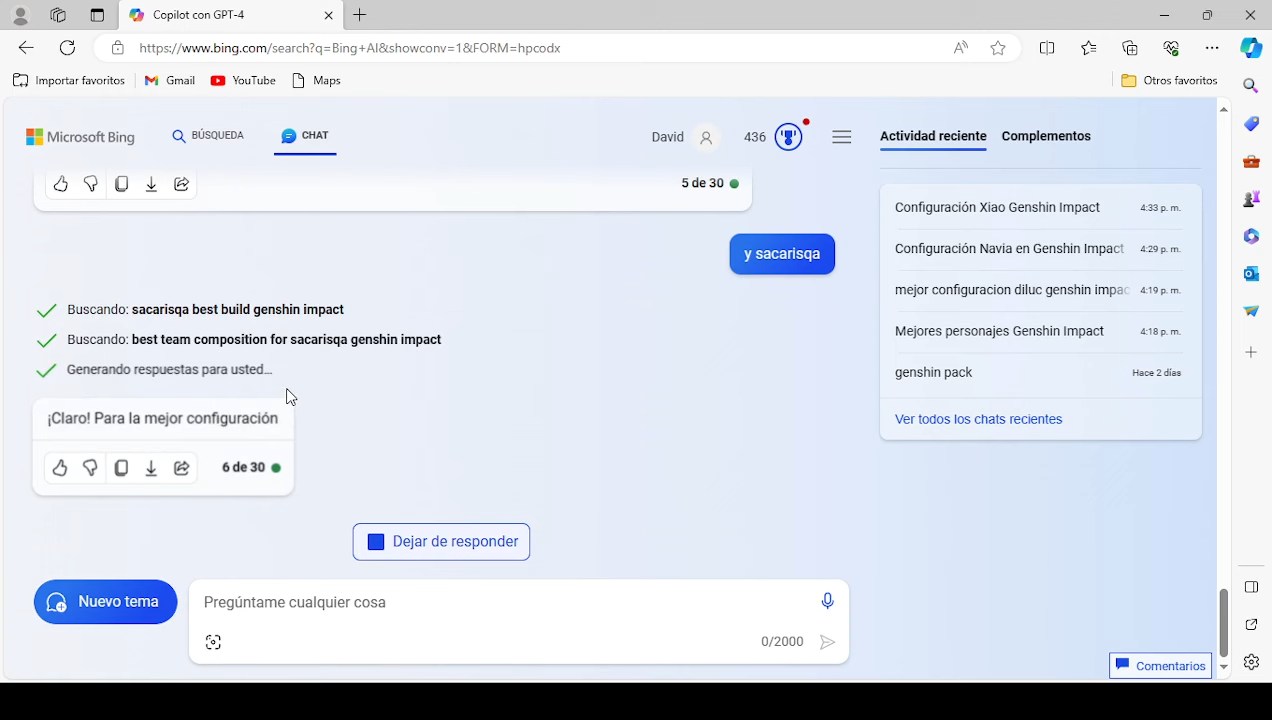 Copilot con GPT-4
https://www.bing.com/search?q=Bing+AI&showconv=1&FORM=hpcodx
Importar favoritos
Gmail
YouTube
Maps
Otros favoritos
Microsoft Bing
BÚSQUEDA
CHAT
David
436
Actividad reciente
Complementos
5 de 30
y sacarisqa
Buscando: sacarisqa best build genshin impact
Buscando: best team composition for sacarisqa genshin impact
Generando respuestas para usted...
¡Claro! Para la mejor configuración
6 de 30
Dejar de responder
Nuevo tema
Pregúntame cualquier cosa
0/2000
Configuración Xiao Genshin Impact 4:33 p. m.
Configuración Navia en Genshin Impact 4:29 p. m.
mejor configuracion diluc genshin impac 4:19 p. m.
Mejores personajes Genshin Impact 4:18 p. m.
genshin pack Hace 2 días
Ver todos los chats recientes
Comentarios